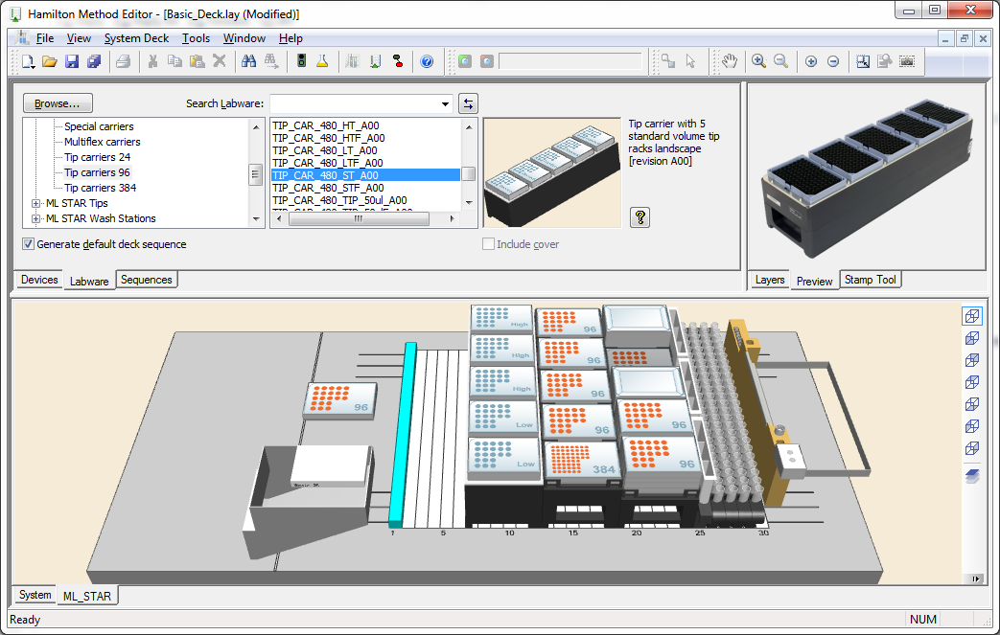 Hamilton Method Editor - [Basic_Deck.lay (Modified)]
File View System Deck Tools Window Help
Browse...
Search Labware:
Special carriers
Multiflex carriers
Tip carriers 24
Tip carriers 96
Tip carriers 384
ML STAR Tips
ML STAR Wash Stations
TIP_CAR_480_HT_A00
TIP_CAR_480_HTF_A00
TIP_CAR_480_LT_A00
TIP_CAR_480_LTF_A00
TIP_CAR_480_ST_A00
TIP_CAR_480_STF_A00
TIP_CAR_480_TIP_50ul_A00
Tip carrier with 5
standard volume tip
racks landscape
[revision A00]
Generate default deck sequence
Include cover
Devices Labware Sequences
Layers Preview Stamp Tool
High 96
High 96
High 96 96
Low 96 96
Low 384 96
1 5 10 15 20 25 30
System ML_STAR
Ready NUM